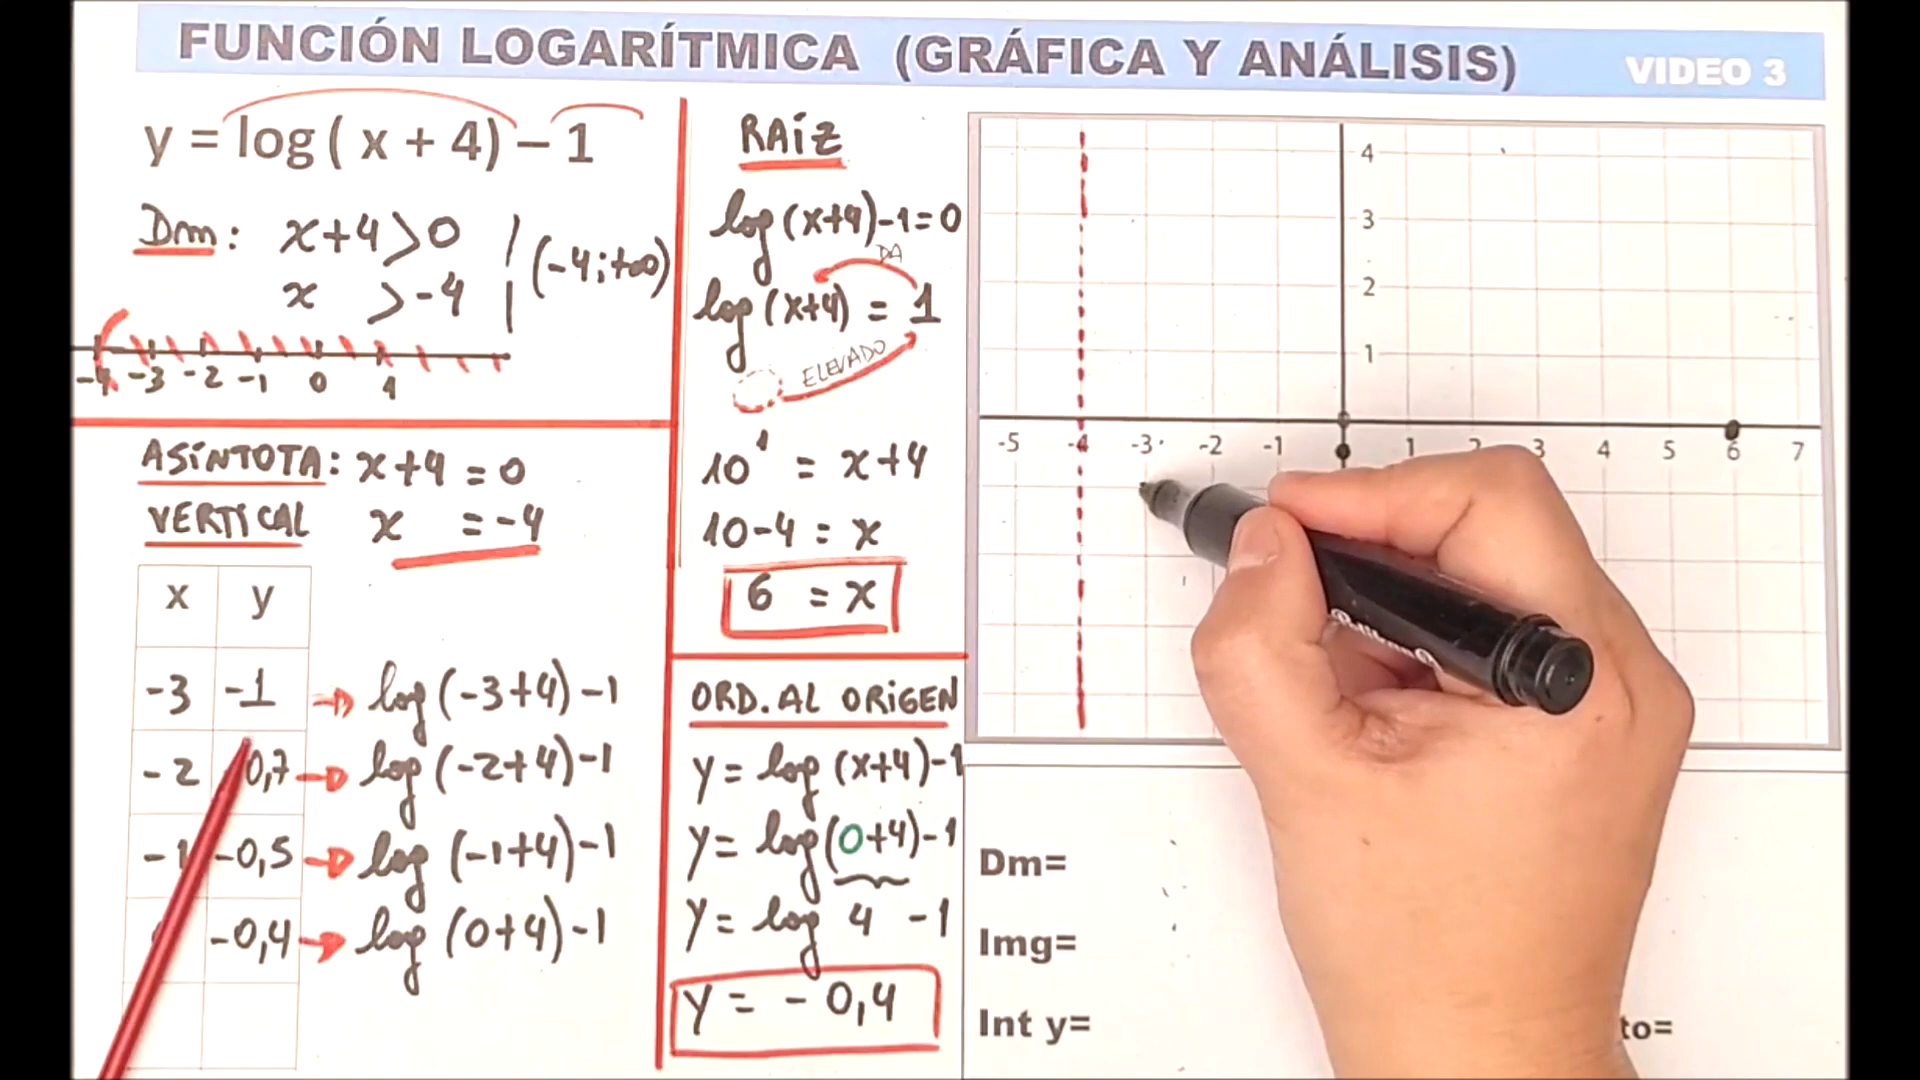 FUNCIÓN LOGARÍTMICA (GRÁFICA Y ANÁLISIS) VIDEO 3
y = log ( x + 4) − 1
Dm: x+4>0
x >-4
(-4;+∞)
-4 -3 -2 -1 0 1
ASÍNTOTA: x+4=0
VERTICAL x =-4
x y
-3 -1 → log(-3+4)-1
-2 0,7 → log(-2+4)-1
-1 -0,5 → log(-1+4)-1
-0,4 → log(0+4)-1
RAÍZ
log(x+4)-1=0
DA
log(x+4) = 1
ELEVADO
10¹ = x+4
10-4 = x
6 = x
ORD. AL ORIGEN
y = log (x+4)-1
y = log(0+4)-1
y = log 4 -1
y = -0,4
4
3
2
1
-5 -4 -3 -2 -1 1 2 3 4 5 6 7
Dm=
Img=
Int y= to=